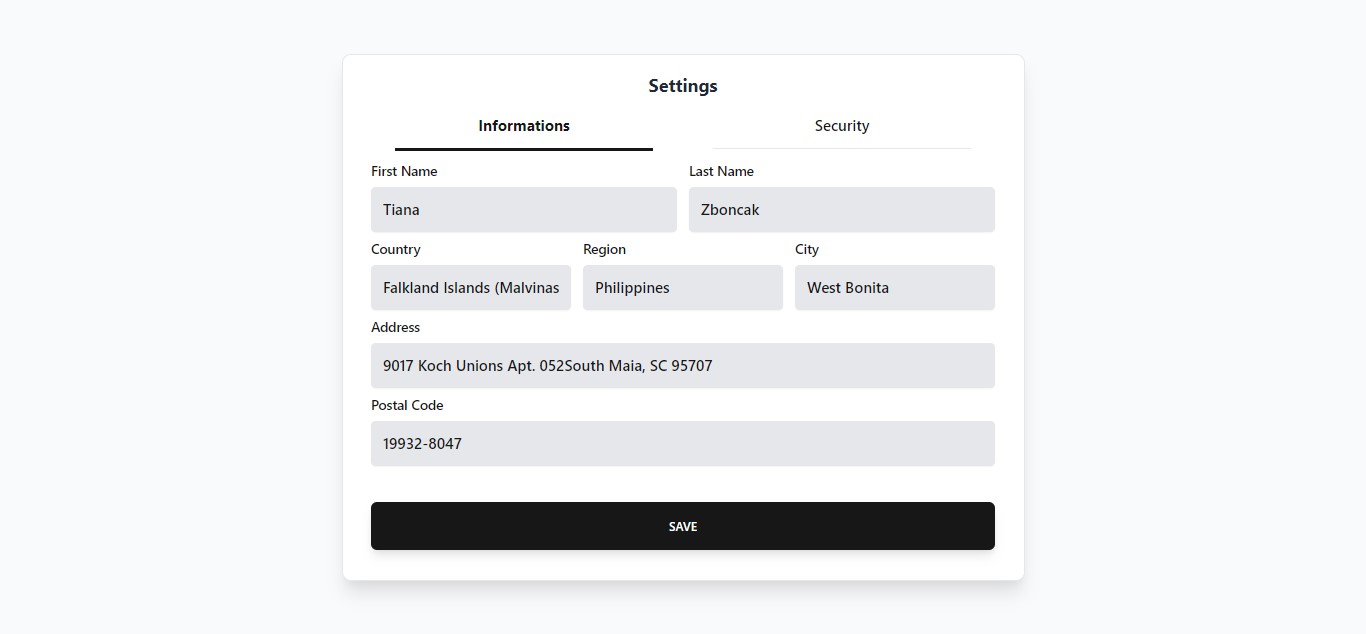 Settings
Informations
Security
First Name
Last Name
Tiana
Zboncak
Country
Region
City
Falkland Islands (Malvinas
Philippines
West Bonita
Address
9017 Koch Unions Apt. 052South Maia, SC 95707
Postal Code
19932-8047
SAVE